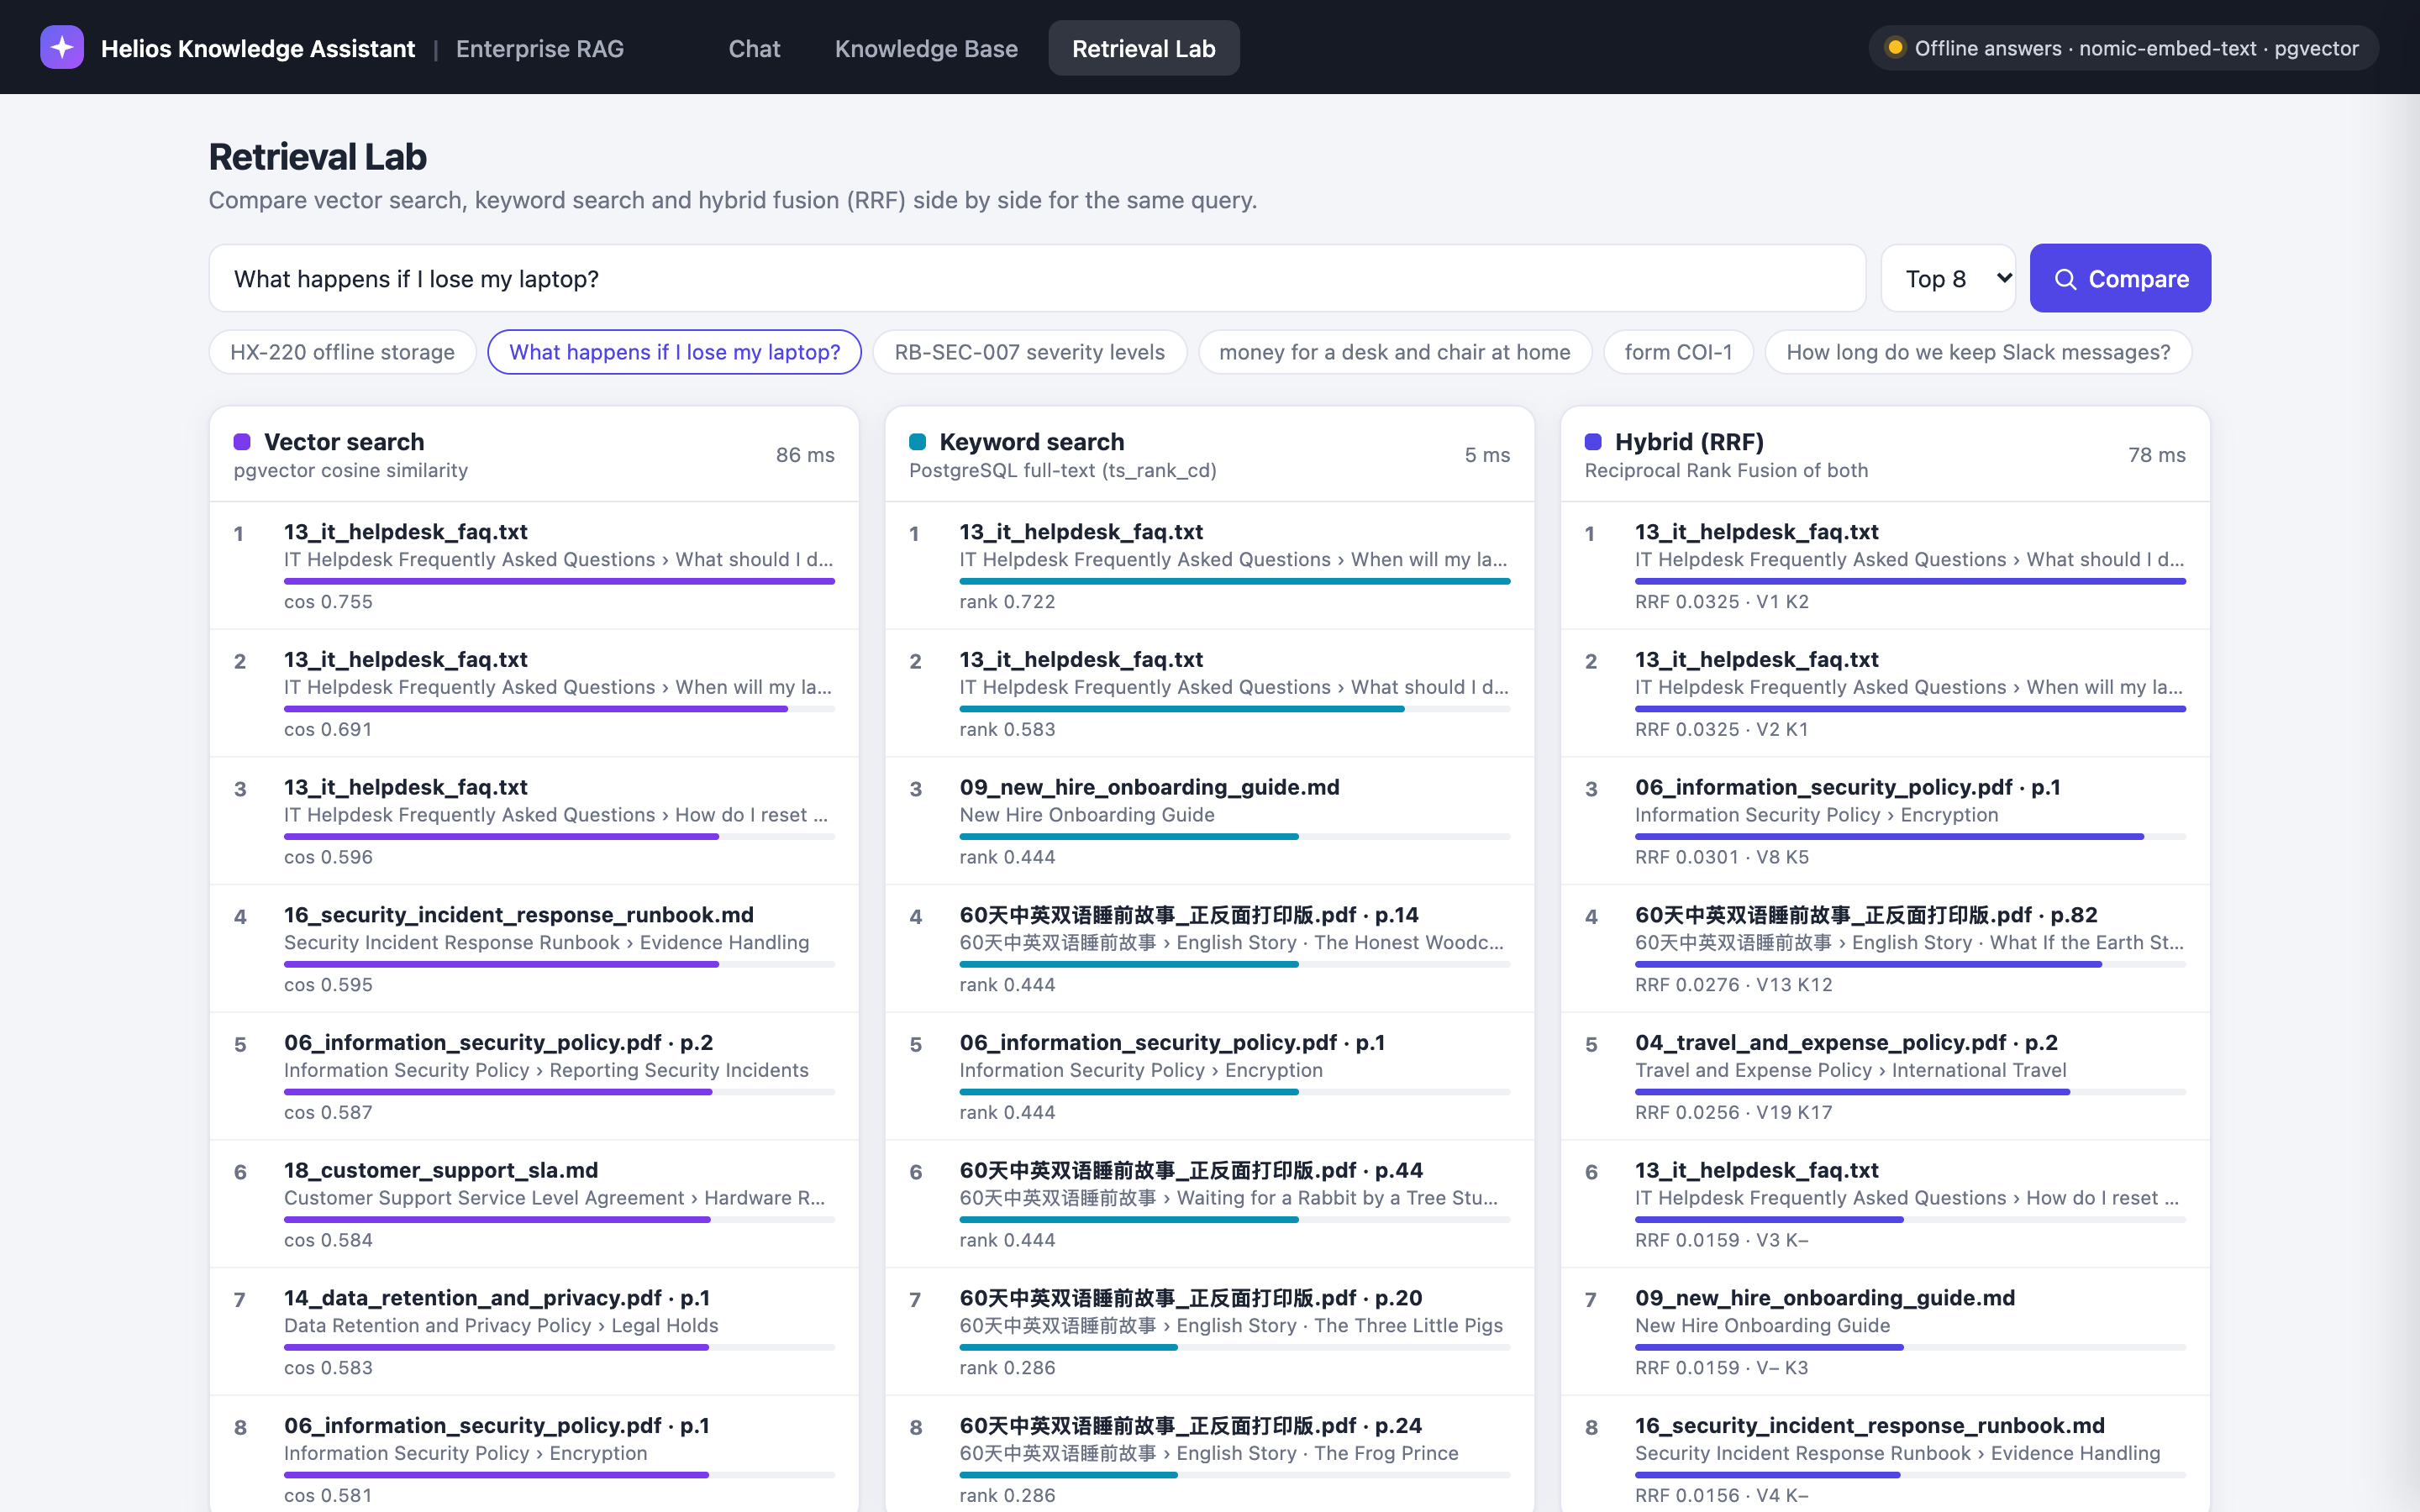 Helios Knowledge Assistant | Enterprise RAG
Chat
Knowledge Base
Retrieval Lab
Offline answers · nomic-embed-text · pgvector
Retrieval Lab
Compare vector search, keyword search and hybrid fusion (RRF) side by side for the same query.
What happens if I lose my laptop?
Top 8
Compare
HX-220 offline storage
What happens if I lose my laptop?
RB-SEC-007 severity levels
money for a desk and chair at home
form COI-1
How long do we keep Slack messages?
Vector search
pgvector cosine similarity
86 ms
1
13_it_helpdesk_faq.txt
IT Helpdesk Frequently Asked Questions › What should I d...
cos 0.755
2
13_it_helpdesk_faq.txt
IT Helpdesk Frequently Asked Questions › When will my la...
cos 0.691
3
13_it_helpdesk_faq.txt
IT Helpdesk Frequently Asked Questions › How do I reset ...
cos 0.596
4
16_security_incident_response_runbook.md
Security Incident Response Runbook › Evidence Handling
cos 0.595
5
06_information_security_policy.pdf · p.2
Information Security Policy › Reporting Security Incidents
cos 0.587
6
18_customer_support_sla.md
Customer Support Service Level Agreement › Hardware R...
cos 0.584
7
14_data_retention_and_privacy.pdf · p.1
Data Retention and Privacy Policy › Legal Holds
cos 0.583
8
06_information_security_policy.pdf · p.1
Information Security Policy › Encryption
cos 0.581
Keyword search
PostgreSQL full-text (ts_rank_cd)
5 ms
1
13_it_helpdesk_faq.txt
IT Helpdesk Frequently Asked Questions › When will my la...
rank 0.722
2
13_it_helpdesk_faq.txt
IT Helpdesk Frequently Asked Questions › What should I d...
rank 0.583
3
09_new_hire_onboarding_guide.md
New Hire Onboarding Guide
rank 0.444
4
60天中英双语睡前故事_正反面打印版.pdf · p.14
60天中英双语睡前故事 › English Story · The Honest Woodc...
rank 0.444
5
06_information_security_policy.pdf · p.1
Information Security Policy › Encryption
rank 0.444
6
60天中英双语睡前故事_正反面打印版.pdf · p.44
60天中英双语睡前故事 › Waiting for a Rabbit by a Tree Stu...
rank 0.444
7
60天中英双语睡前故事_正反面打印版.pdf · p.20
60天中英双语睡前故事 › English Story · The Three Little Pigs
rank 0.286
8
60天中英双语睡前故事_正反面打印版.pdf · p.24
60天中英双语睡前故事 › English Story · The Frog Prince
rank 0.286
Hybrid (RRF)
Reciprocal Rank Fusion of both
78 ms
1
13_it_helpdesk_faq.txt
IT Helpdesk Frequently Asked Questions › What should I d...
RRF 0.0325 · V1 K2
2
13_it_helpdesk_faq.txt
IT Helpdesk Frequently Asked Questions › When will my la...
RRF 0.0325 · V2 K1
3
06_information_security_policy.pdf · p.1
Information Security Policy › Encryption
RRF 0.0301 · V8 K5
4
60天中英双语睡前故事_正反面打印版.pdf · p.82
60天中英双语睡前故事 › English Story · What If the Earth St...
RRF 0.0276 · V13 K12
5
04_travel_and_expense_policy.pdf · p.2
Travel and Expense Policy › International Travel
RRF 0.0256 · V19 K17
6
13_it_helpdesk_faq.txt
IT Helpdesk Frequently Asked Questions › How do I reset ...
RRF 0.0159 · V3 K–
7
09_new_hire_onboarding_guide.md
New Hire Onboarding Guide
RRF 0.0159 · V– K3
8
16_security_incident_response_runbook.md
Security Incident Response Runbook › Evidence Handling
RRF 0.0156 · V4 K–